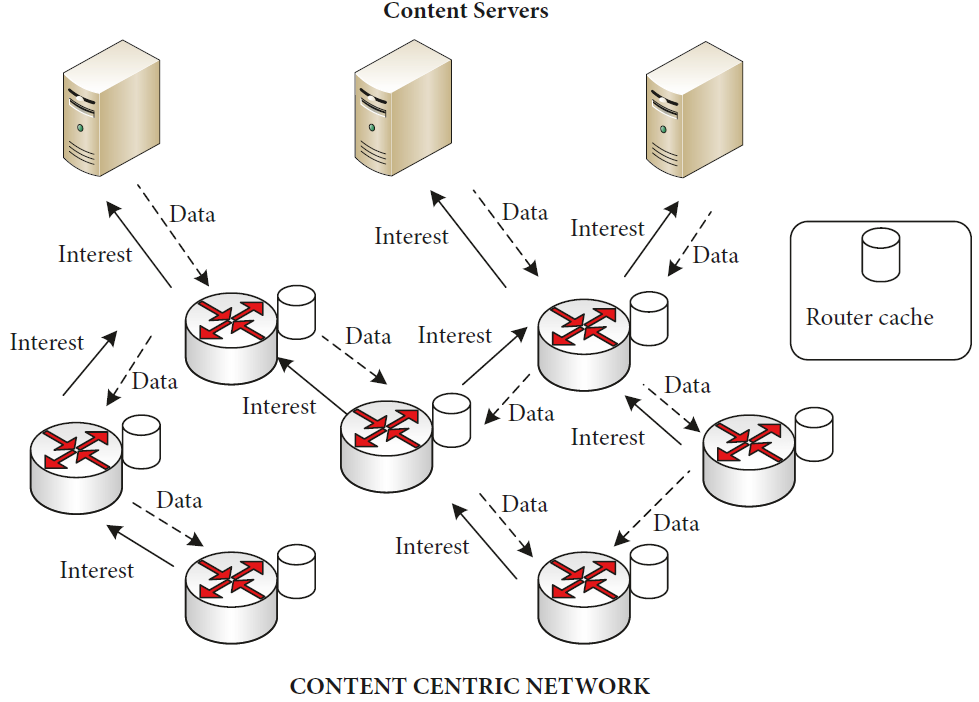 Content Servers
Data
Interest
Data
Interest
Interest
Data
Interest
Data
Data
Interest
Interest
Data
Data
Data
Interest
Router cache
Data
Interest
Data
Interest
Data
Interest
Data
CONTENT CENTRIC NETWORK